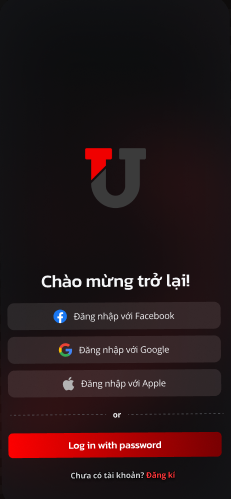 U
Chào mừng trở lại!
Đăng nhập với Facebook
Đăng nhập với Google
Đăng nhập với Apple
or
Log in with password
Chưa có tài khoản? Đăng kí